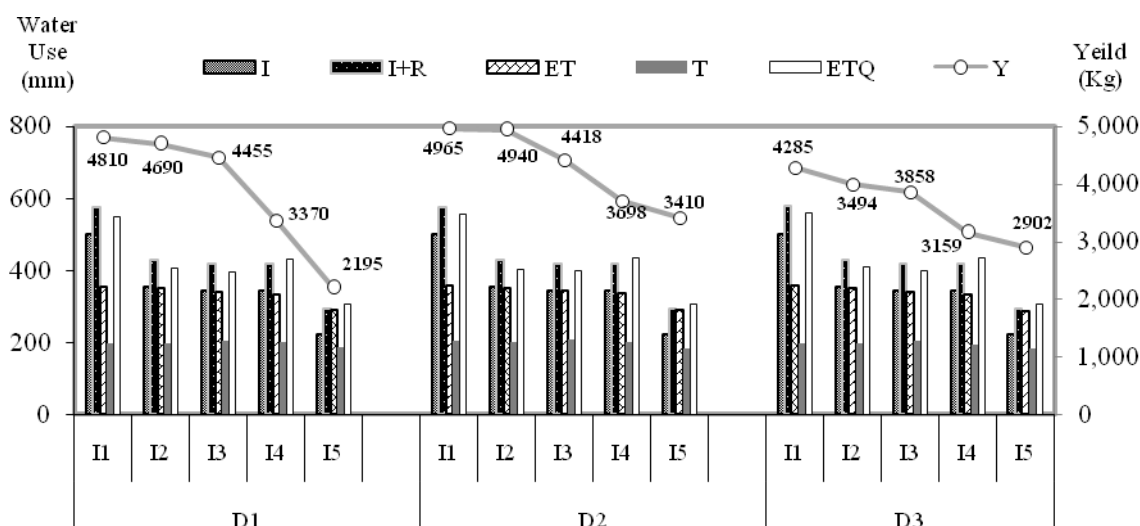 Water
Use
(mm)
I I+R ET T ETQ Y
Yeild
(Kg)
800
600
400
200
0
5,000
4,000
3,000
2,000
1,000
0
4810 4690 4455 3370 2195
4965 4940 4418 3698 3410
4285 3494 3858 3159 2902
I1 I2 I3 I4 I5 I1 I2 I3 I4 I5 I1 I2 I3 I4 I5
D1 D2 D3